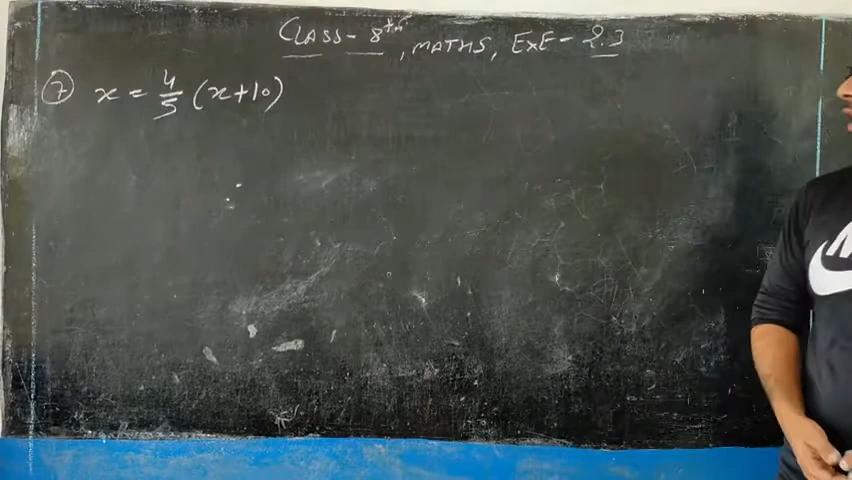 CLASS - 8th, MATHS, EXE - 2.3
⑦ x = 4/5 (x+10)